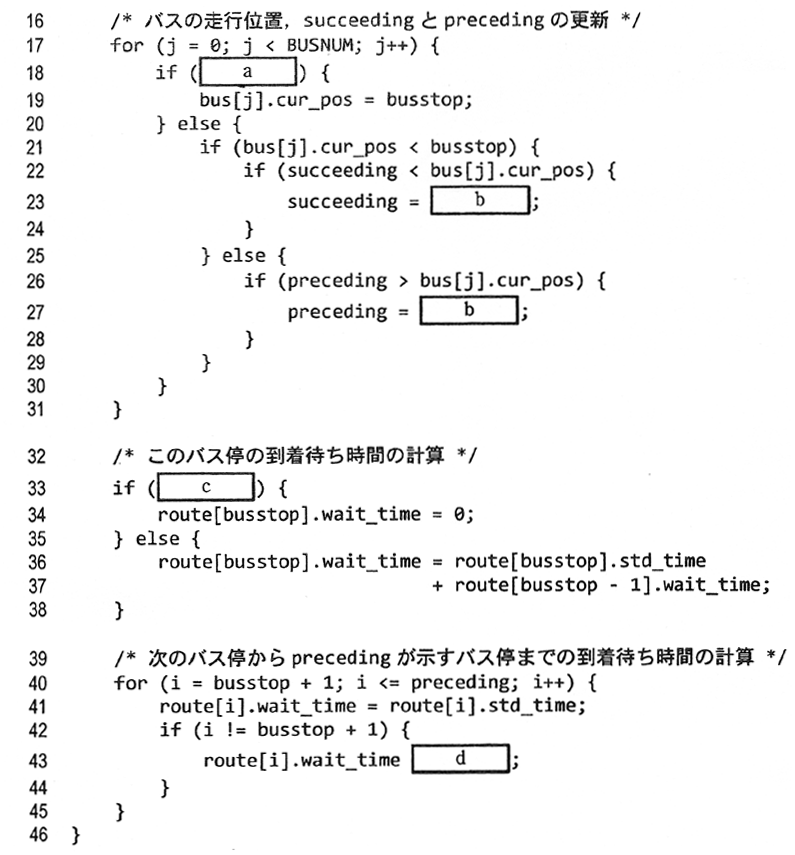 16 /* バスの走行位置，succeeding と preceding の更新 */
17 for (j = 0; j < BUSNUM; j++) {
18 if ( a ) {
19 bus[j].cur_pos = busstop;
20 } else {
21 if (bus[j].cur_pos < busstop) {
22 if (succeeding < bus[j].cur_pos) {
23 succeeding = b ;
24 }
25 } else {
26 if (preceding > bus[j].cur_pos) {
27 preceding = b ;
28 }
29 }
30 }
31 }
32 /* このバス停の到着待ち時間の計算 */
33 if ( c ) {
34 route[busstop].wait_time = 0;
35 } else {
36 route[busstop].wait_time = route[busstop].std_time
37 + route[busstop - 1].wait_time;
38 }
39 /* 次のバス停から preceding が示すバス停までの到着待ち時間の計算 */
40 for (i = busstop + 1; i <= preceding; i++) {
41 route[i].wait_time = route[i].std_time;
42 if (i != busstop + 1) {
43 route[i].wait_time d ;
44 }
45 }
46 }